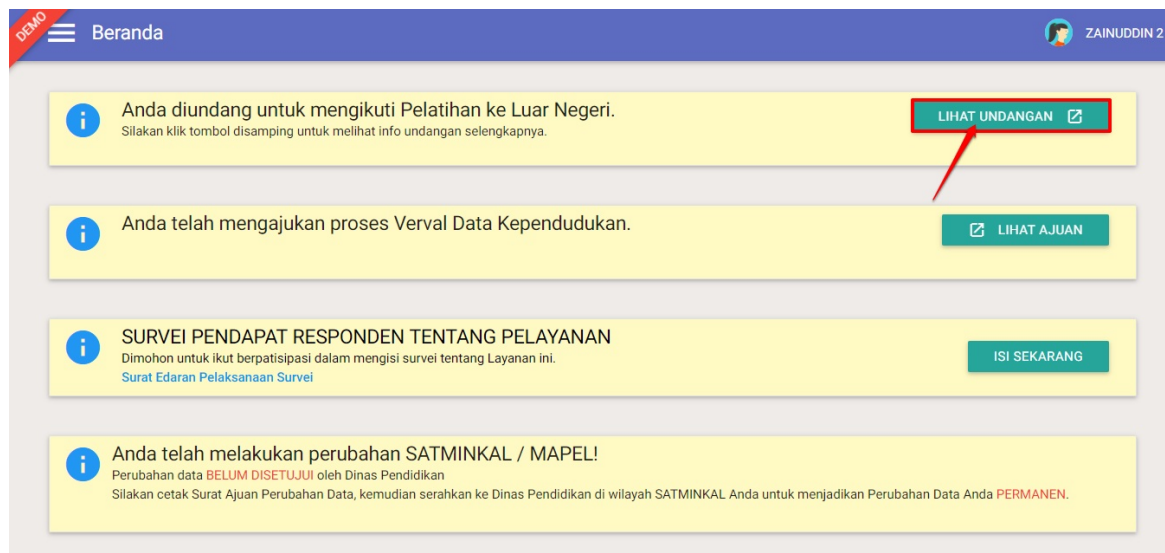 DEMO
Beranda
ZAINUDDIN 2
Anda diundang untuk mengikuti Pelatihan ke Luar Negeri.
Silakan klik tombol disamping untuk melihat info undangan selengkapnya.
LIHAT UNDANGAN
Anda telah mengajukan proses Verval Data Kependudukan.
LIHAT AJUAN
SURVEI PENDAPAT RESPONDEN TENTANG PELAYANAN
Dimohon untuk ikut berpatisipasi dalam mengisi survei tentang Layanan ini.
Surat Edaran Pelaksanaan Survei
ISI SEKARANG
Anda telah melakukan perubahan SATMINKAL / MAPEL!
Perubahan data BELUM DISETUJUI oleh Dinas Pendidikan
Silakan cetak Surat Ajuan Perubahan Data, kemudian serahkan ke Dinas Pendidikan di wilayah SATMINKAL Anda untuk menjadikan Perubahan Data Anda PERMANEN.